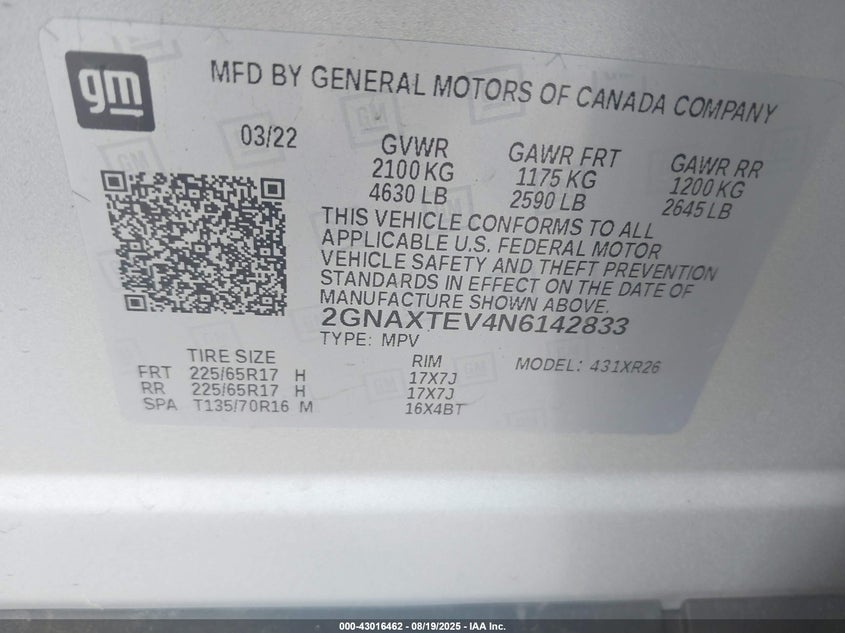 gm
MFD BY GENERAL MOTORS OF CANADA COMPANY
03/22
GVWR
2100 KG
4630 LB
GAWR FRT
1175 KG
2590 LB
GAWR RR
1200 KG
2645 LB
THIS VEHICLE CONFORMS TO ALL
APPLICABLE U.S. FEDERAL MOTOR
VEHICLE SAFETY AND THEFT PREVENTION
STANDARDS IN EFFECT ON THE DATE OF
MANUFACTURE SHOWN ABOVE.
2GNAXTEV4N6142833
TYPE: MPV
MODEL: 431XR26
TIRE SIZE RIM
FRT 225/65R17 H 17X7J
RR 225/65R17 H 17X7J
SPA T135/70R16 M 16X4BT
000-43016462 - 08/19/2025 - IAA Inc.